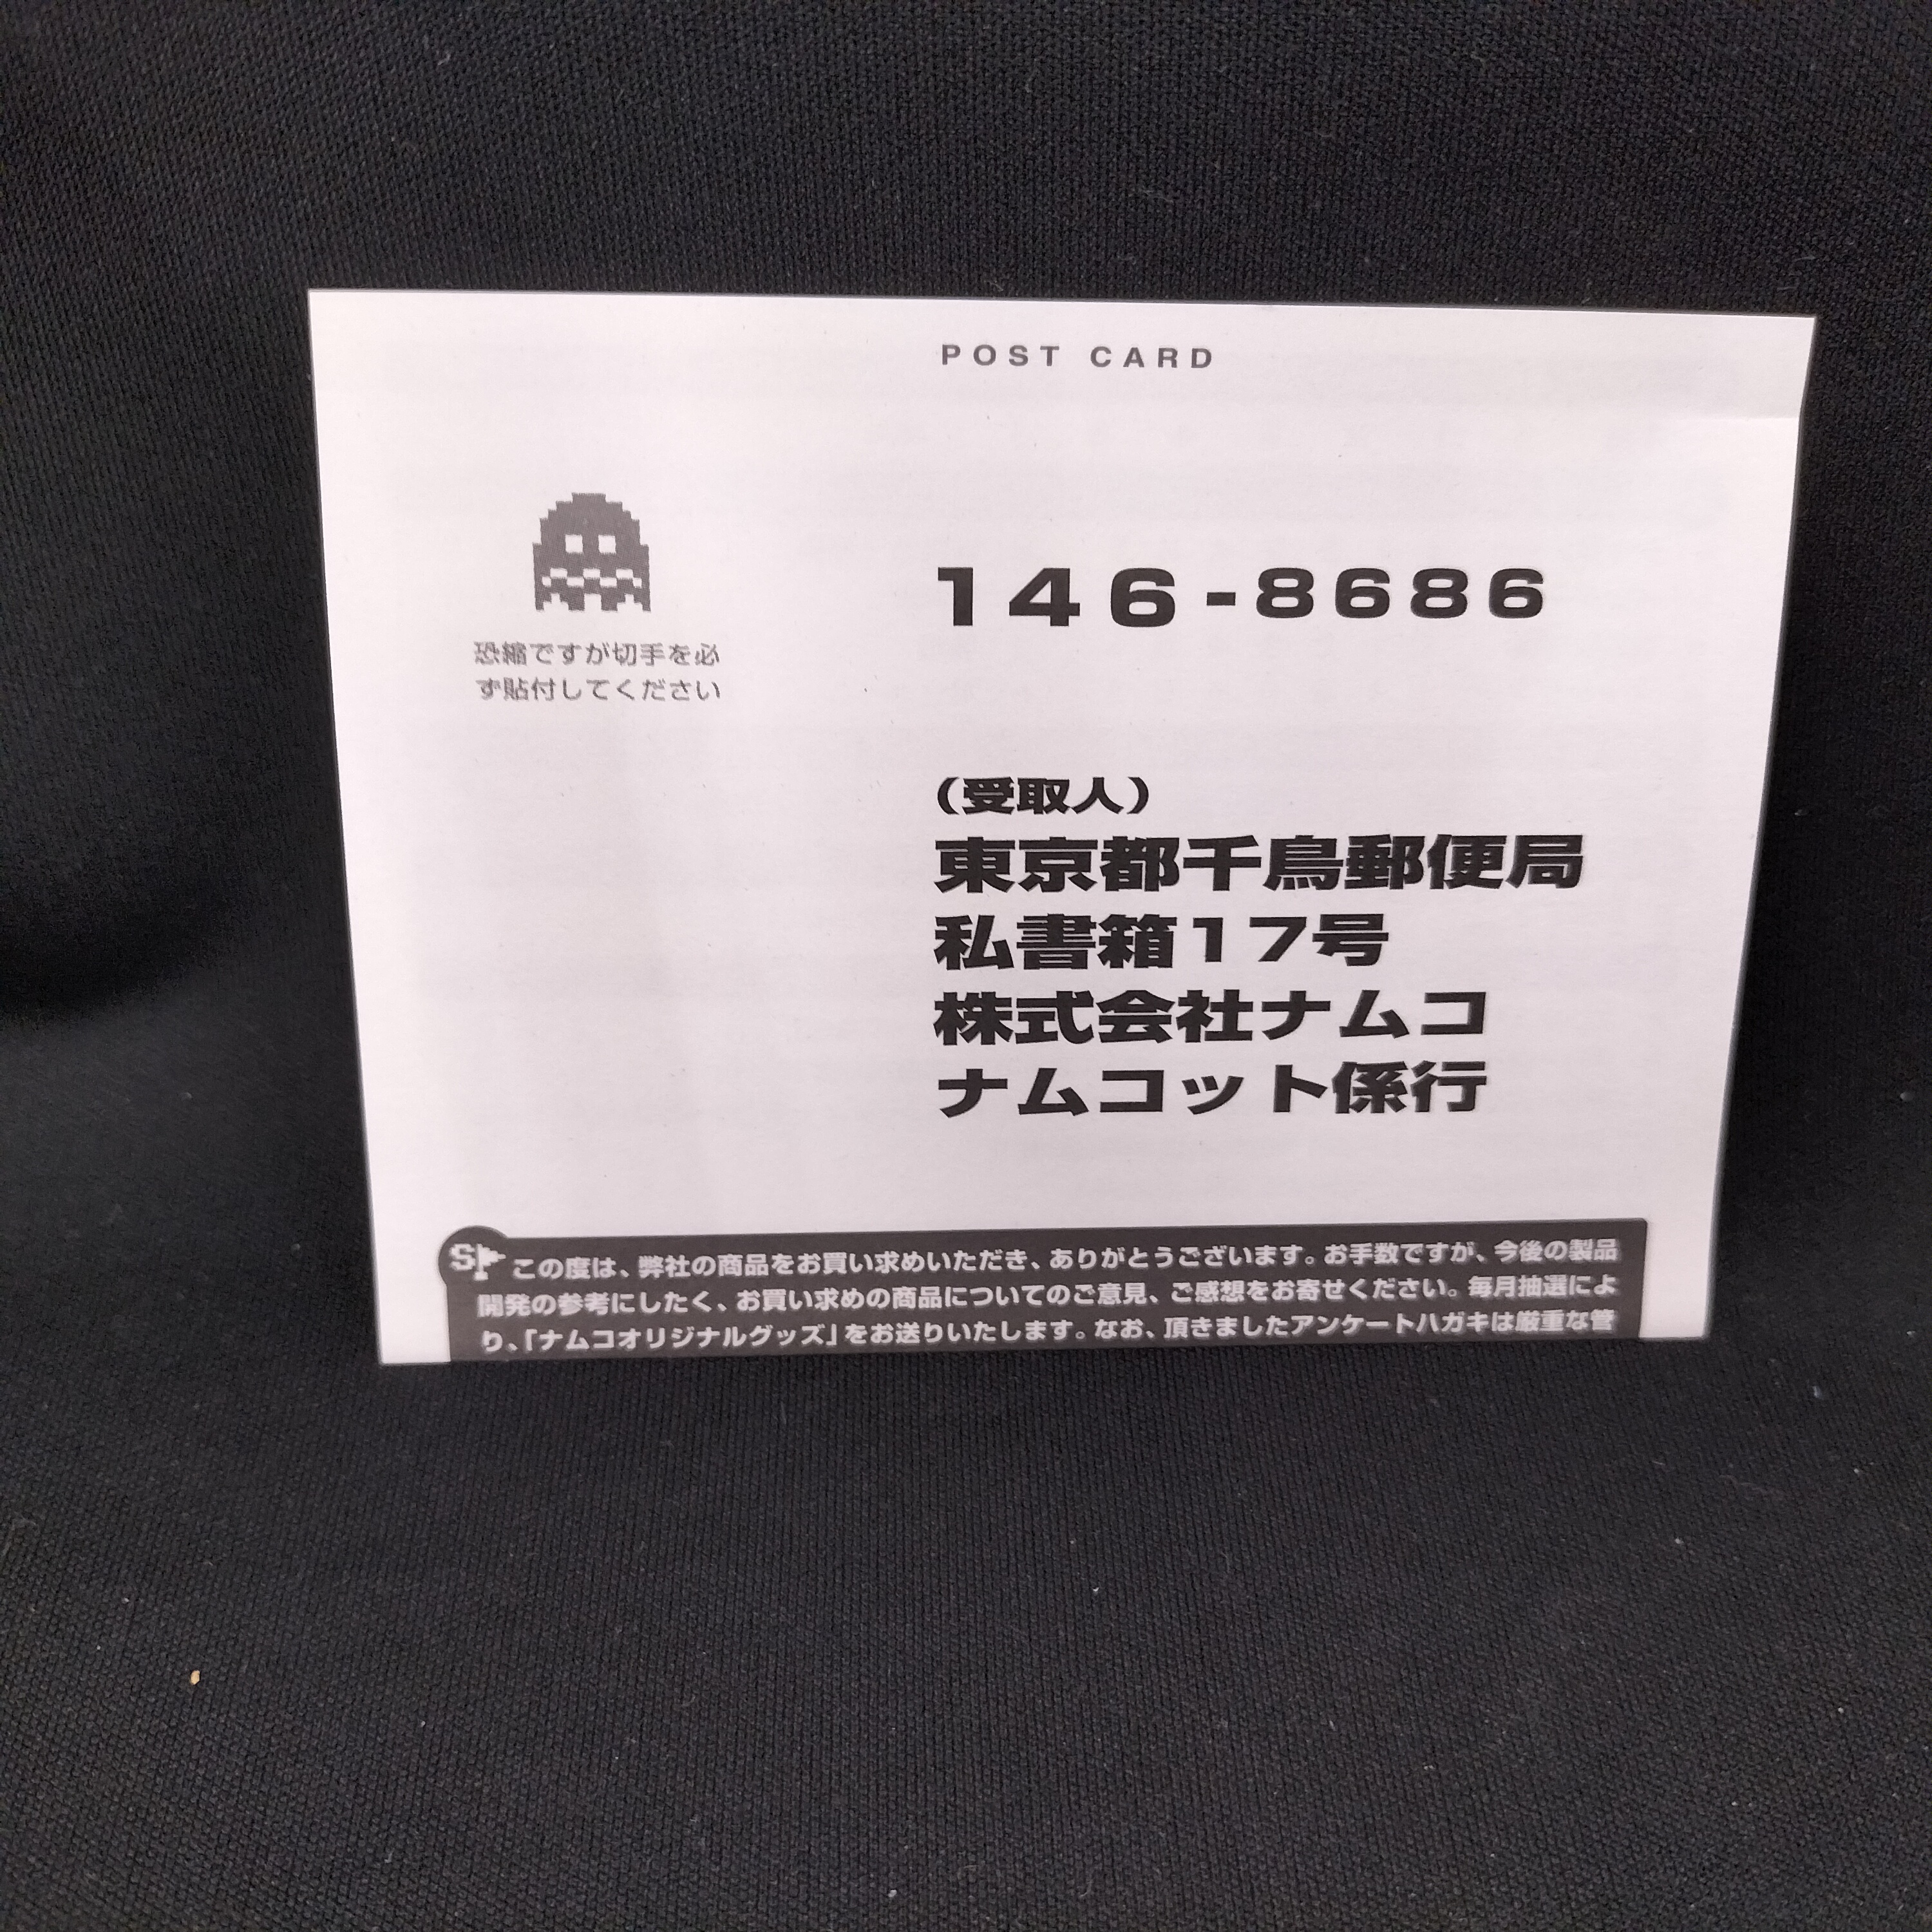 POST CARD
恐縮ですが切手を必
ず貼付してください
146-8686
（受取人）
東京都千鳥郵便局
私書箱17号
株式会社ナムコ
ナムコット係行
S この度は、弊社の商品をお買い求めいただき、ありがとうございます。お手数ですが、今後の製品
開発の参考にしたく、お買い求めの商品についてのご意見、ご感想をお寄せください。毎月抽選によ
り、「ナムコオリジナルグッズ」をお送りいたします。なお、頂きましたアンケートハガキは厳重な管